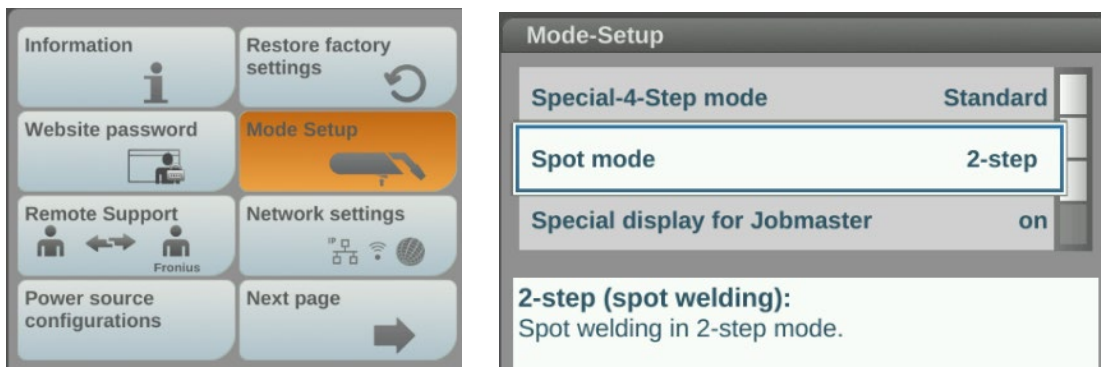 Information
Restore factory
settings
Website password
Mode Setup
Remote Support
Fronius
Network settings
IP
Power source
configurations
Next page
Mode-Setup
Special-4-Step mode Standard
Spot mode 2-step
Special display for Jobmaster on
2-step (spot welding):
Spot welding in 2-step mode.